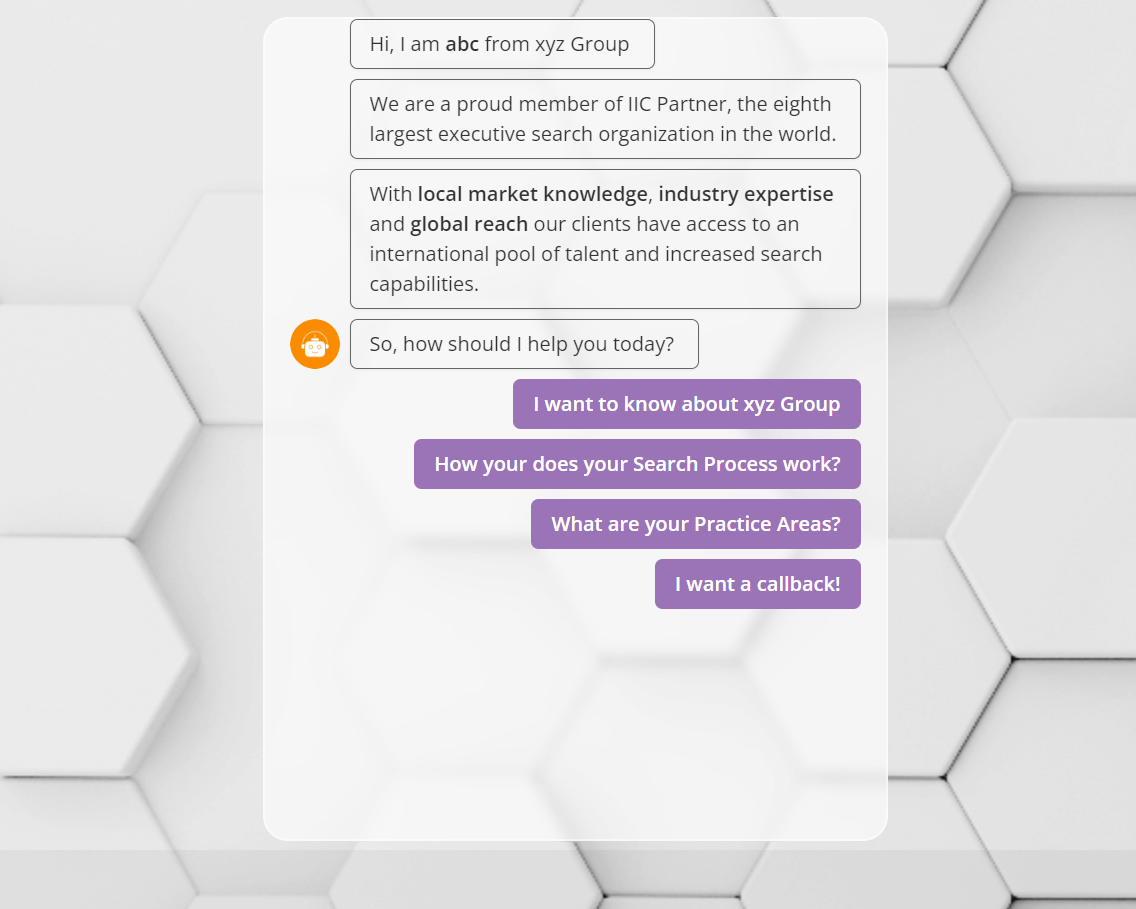 Hi, I am abc from xyz Group
We are a proud member of IIC Partner, the eighth
largest executive search organization in the world.
With local market knowledge, industry expertise
and global reach our clients have access to an
international pool of talent and increased search
capabilities.
So, how should I help you today?
I want to know about xyz Group
How your does your Search Process work?
What are your Practice Areas?
I want a callback!